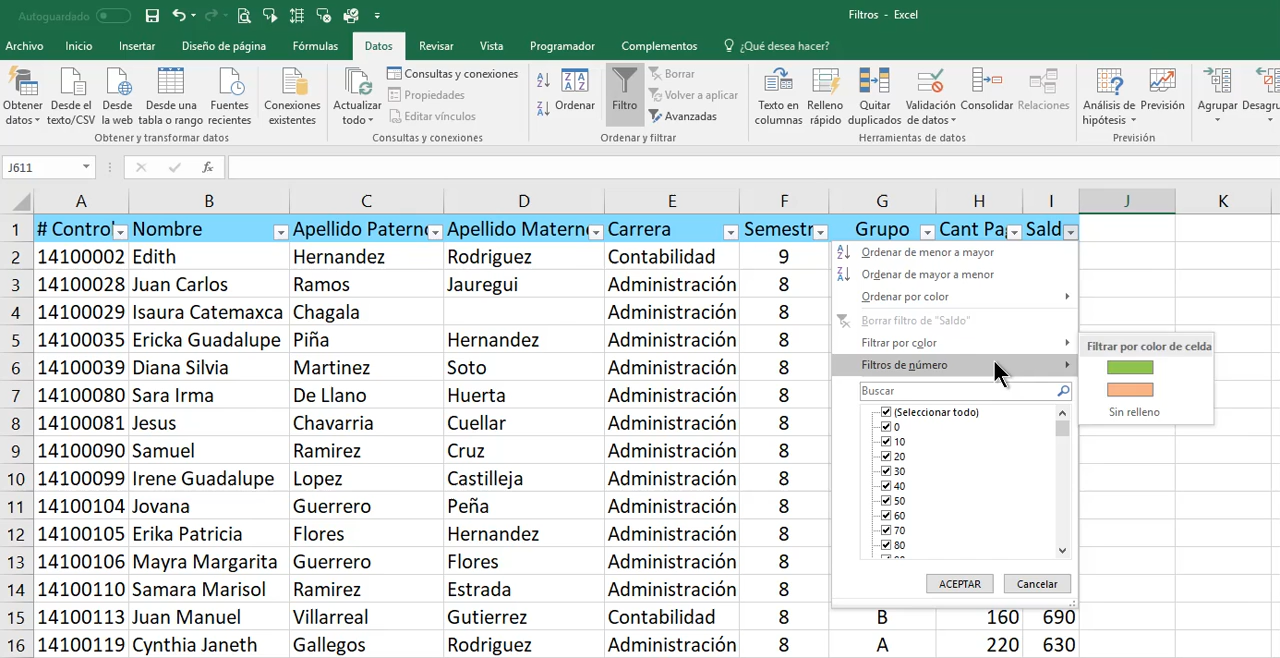 Autoguardado
Filtros - Excel
Archivo Inicio Insertar Diseño de página Fórmulas Datos Revisar Vista Programador Complementos ¿Qué desea hacer?
Obtener datos
Desde el texto/CSV
Desde la web
Desde una tabla o rango
Fuentes recientes
Conexiones existentes
Obtener y transformar datos
Actualizar todo
Consultas y conexiones
Propiedades
Editar vínculos
Consultas y conexiones
Ordenar
Filtro
Borrar
Volver a aplicar
Avanzadas
Ordenar y filtrar
Texto en columnas
Relleno rápido
Quitar duplicados
Validación de datos
Consolidar
Relaciones
Herramientas de datos
Análisis de hipótesis
Previsión
Previsión
Agrupar
Desagru
J611 fx
A B C D E F G H I J K
1 # Control Nombre Apellido Paterno Apellido Materno Carrera Semestr Grupo Cant Pa Sald
2 14100002 Edith Hernandez Rodriguez Contabilidad 9
3 14100028 Juan Carlos Ramos Jauregui Administración 8
4 14100029 Isaura Catemaxca Chagala Administración 8
5 14100035 Ericka Guadalupe Piña Hernandez Administración 8
6 14100039 Diana Silvia Martinez Soto Administración 8
7 14100080 Sara Irma De Llano Huerta Administración 8
8 14100081 Jesus Chavarria Cuellar Administración 8
9 14100090 Samuel Ramirez Cruz Administración 8
10 14100099 Irene Guadalupe Lopez Castilleja Administración 8
11 14100104 Jovana Guerrero Peña Administración 8
12 14100105 Erika Patricia Flores Hernandez Administración 8
13 14100106 Mayra Margarita Guerrero Flores Administración 8
14 14100110 Samara Marisol Ramirez Estrada Administración 8
15 14100113 Juan Manuel Villarreal Gutierrez Contabilidad 8 B 160 690
16 14100119 Cynthia Janeth Gallegos Rodriguez Administración 8 A 220 630
Ordenar de menor a mayor
Ordenar de mayor a menor
Ordenar por color
Borrar filtro de "Saldo"
Filtrar por color
Filtros de número
Buscar
(Seleccionar todo)
0
10
20
30
40
50
60
70
80
ACEPTAR Cancelar
Filtrar por color de celda
Sin relleno